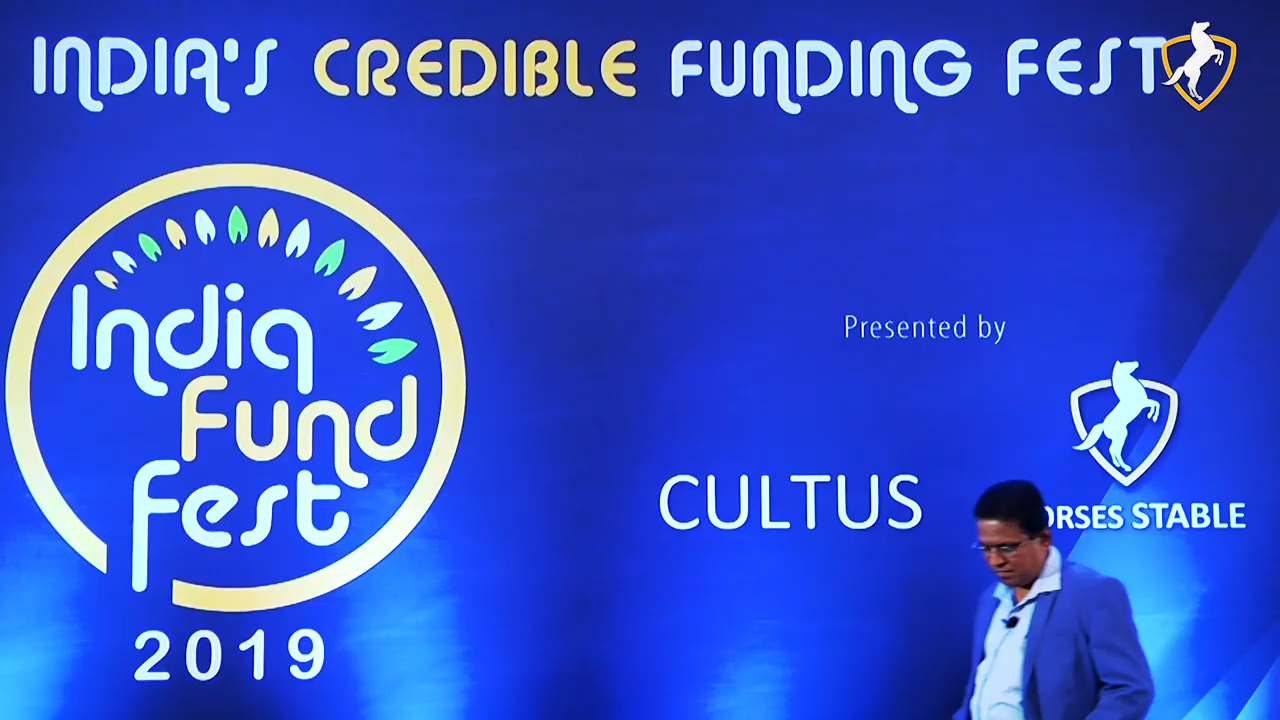 INDIA'S CREDIBLE FUNDING FEST
India
Fund
Fest
2019
Presented by
CULTUS
ORSES STABLE